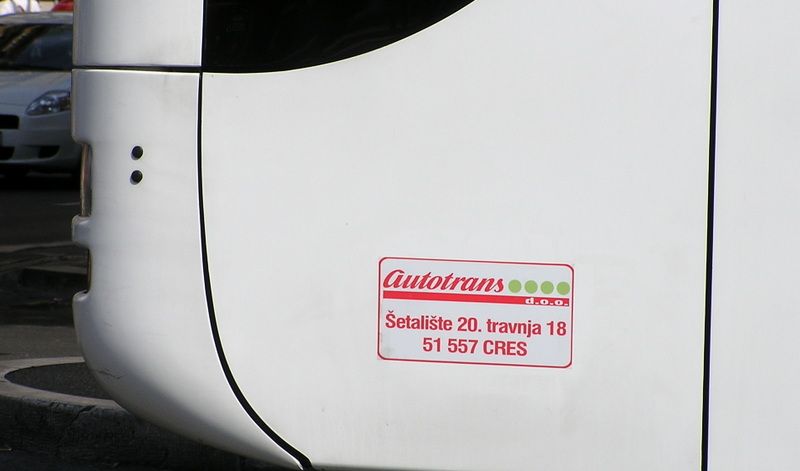 autotrans
d.o.o.
Šetalište 20. travnja 18
51 557 CRES